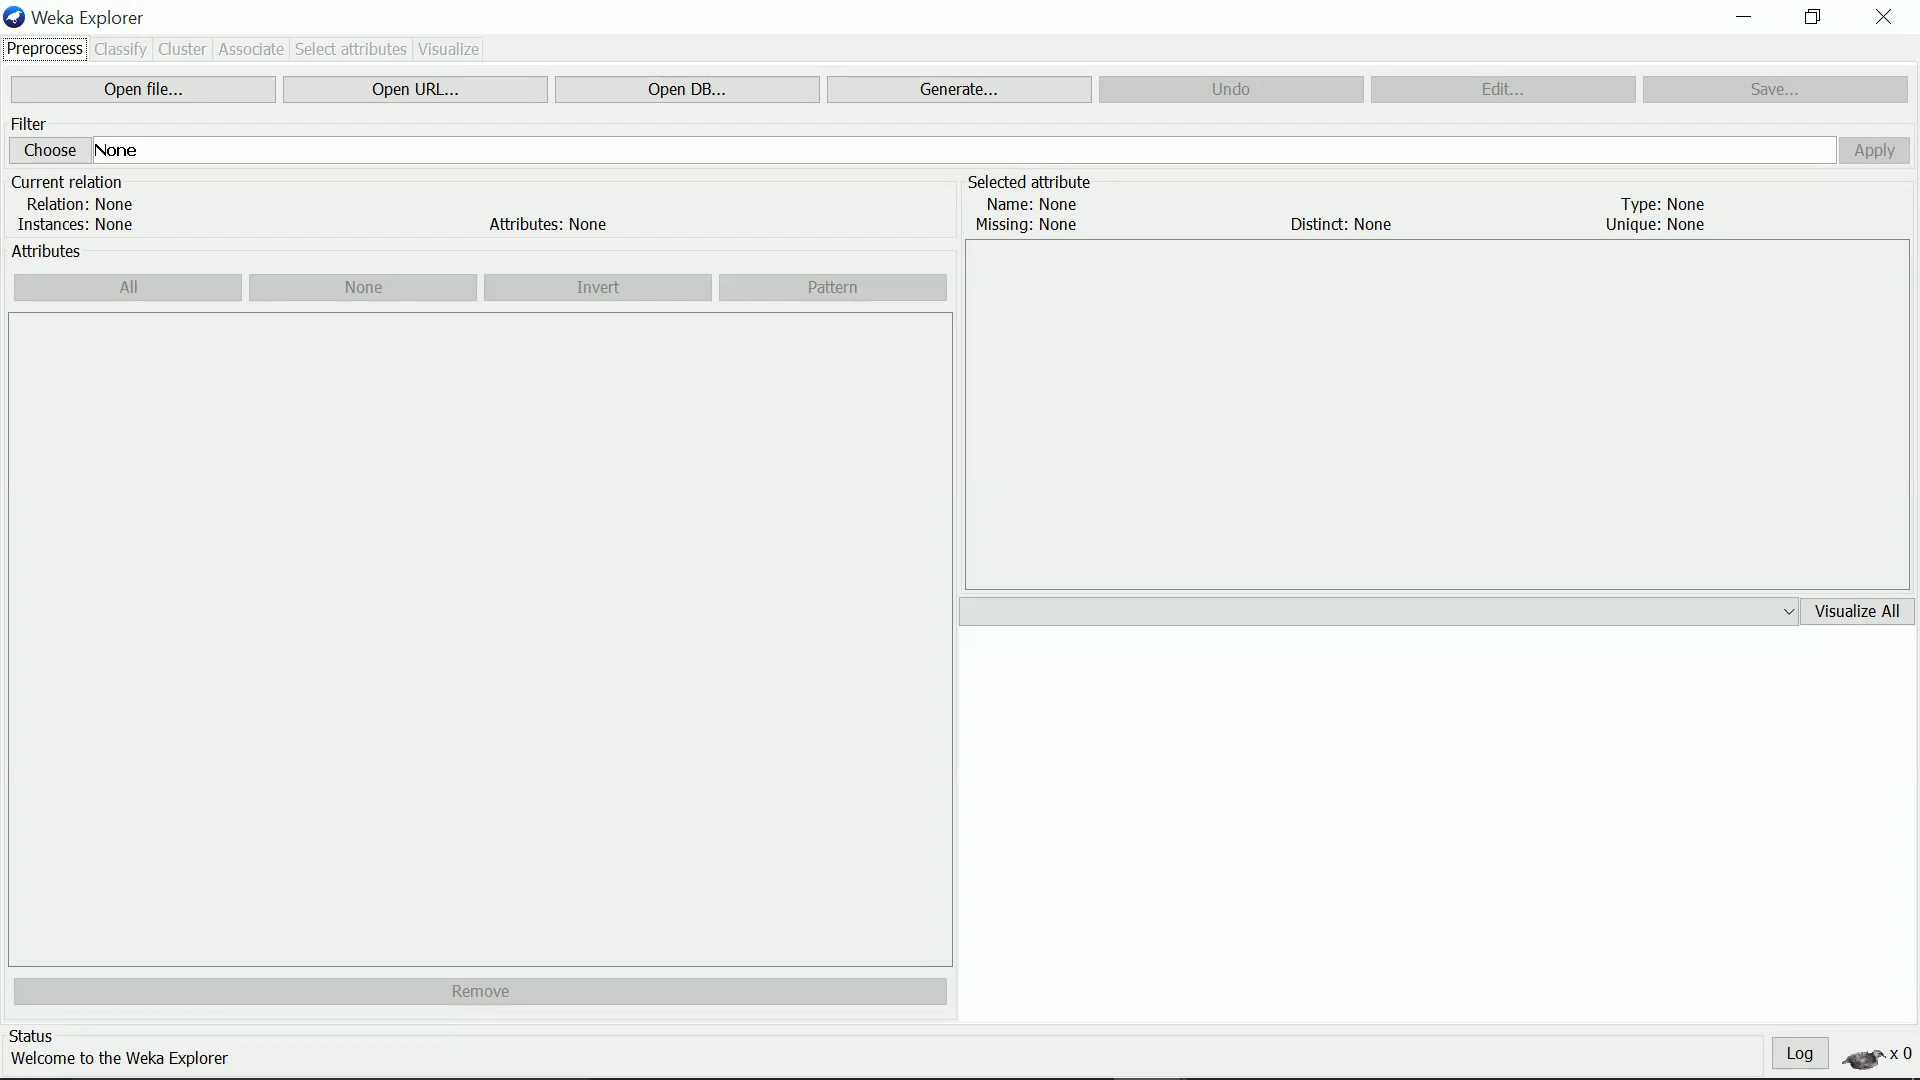 Weka Explorer
Preprocess Classify Cluster Associate Select attributes Visualize
Open file... Open URL... Open DB... Generate... Undo Edit... Save...
Filter
Choose None Apply
Current relation
Relation: None
Instances: None Attributes: None
Attributes
All None Invert Pattern
Remove
Selected attribute
Name: None Type: None
Missing: None Distinct: None Unique: None
Visualize All
Status
Welcome to the Weka Explorer
Log x 0